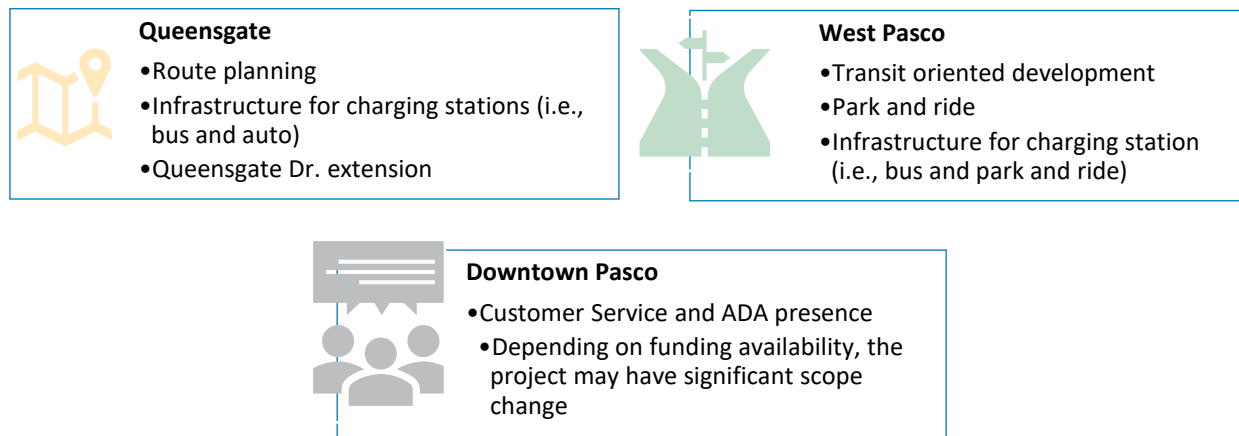 Queensgate
•Route planning
•Infrastructure for charging stations (i.e.,
bus and auto)
•Queensgate Dr. extension
West Pasco
•Transit oriented development
•Park and ride
•Infrastructure for charging station
(i.e., bus and park and ride)
Downtown Pasco
•Customer Service and ADA presence
•Depending on funding availability, the
project may have significant scope
change